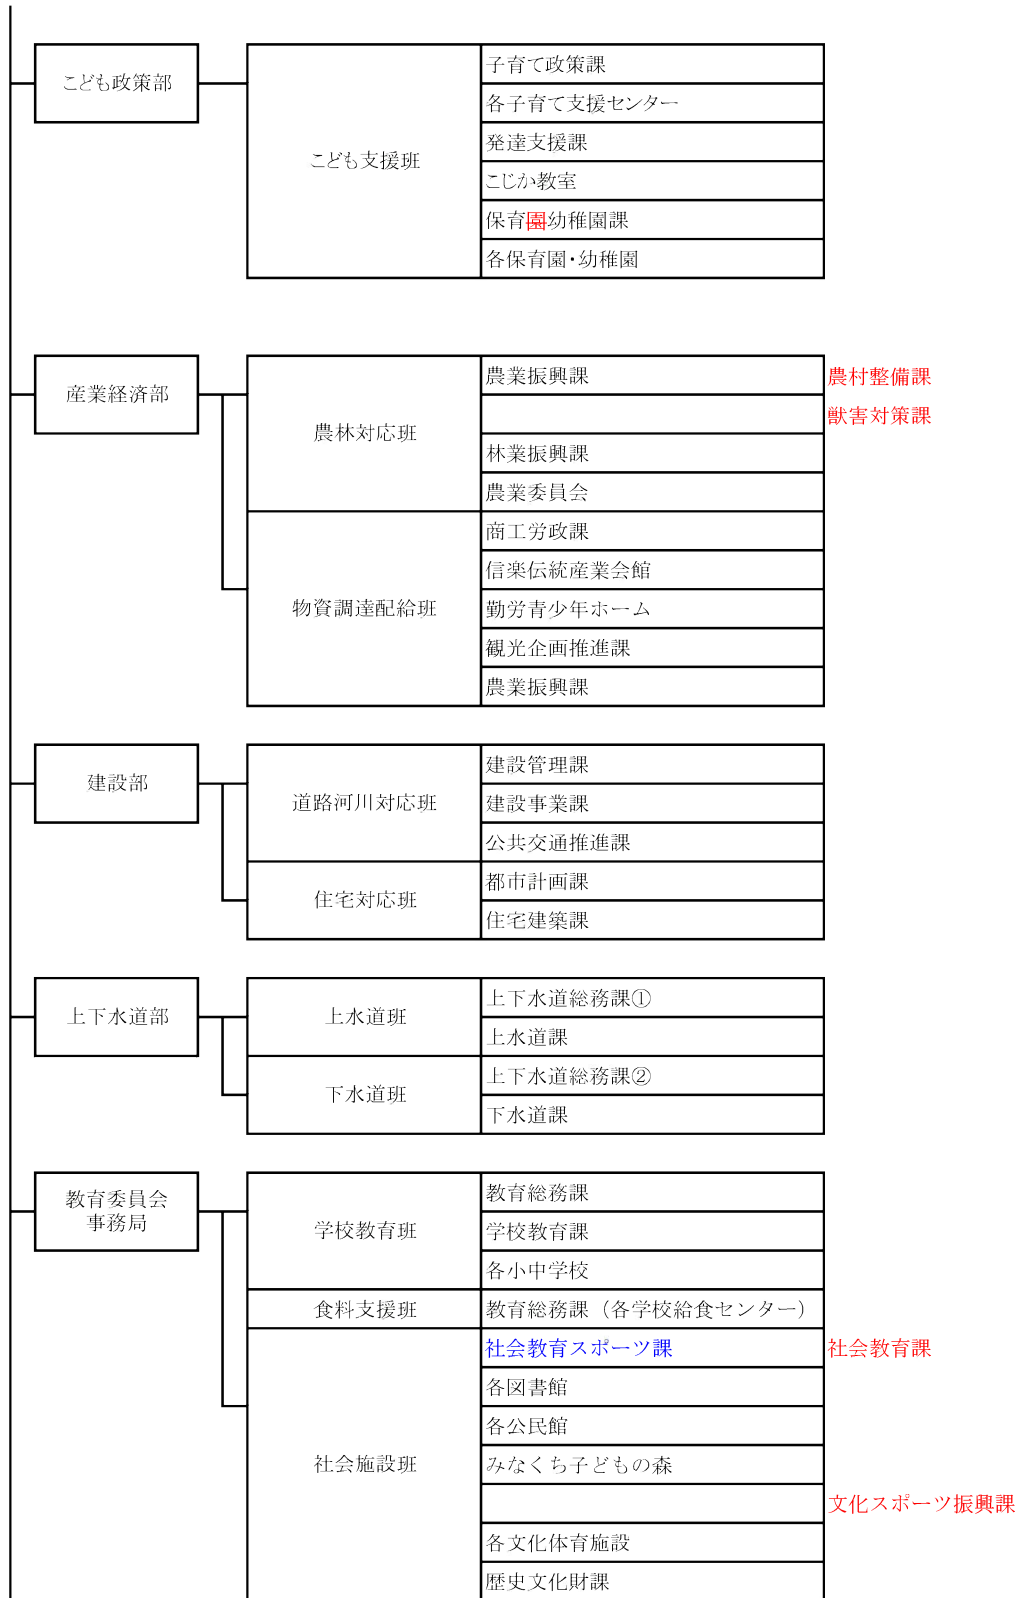 こども政策部
こども支援班
子育て政策課
各子育て支援センター
発達支援課
こじか教室
保育園幼稚園課
各保育園・幼稚園
産業経済部
農林対応班
農業振興課
農村整備課
獣害対策課
林業振興課
農業委員会
物資調達配給班
商工労政課
信楽伝統産業会館
勤労青少年ホーム
観光企画推進課
農業振興課
建設部
道路河川対応班
建設管理課
建設事業課
公共交通推進課
住宅対応班
都市計画課
住宅建築課
上下水道部
上水道班
上下水道総務課①
上水道課
下水道班
上下水道総務課②
下水道課
教育委員会
事務局
学校教育班
教育総務課
学校教育課
各小中学校
食料支援班
教育総務課（各学校給食センター）
社会施設班
社会教育スポーツ課
社会教育課
各図書館
各公民館
みなくち子どもの森
文化スポーツ振興課
各文化体育施設
歴史文化財課